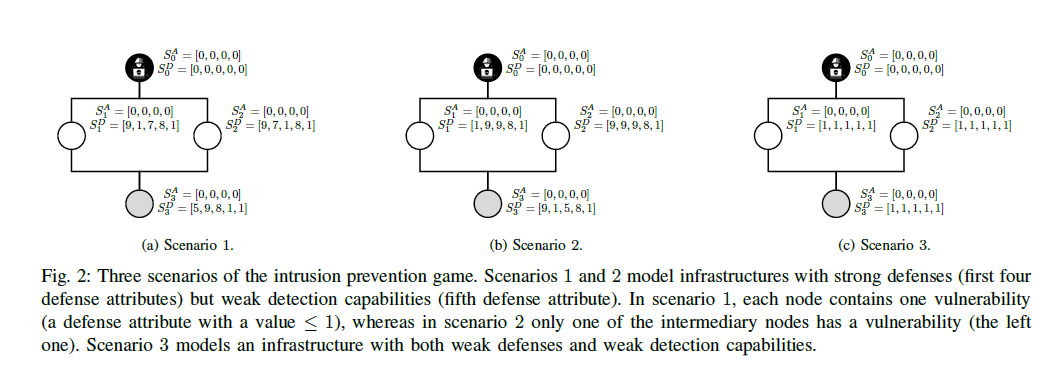 S_0^A = [0, 0, 0, 0]
S_0^D = [0, 0, 0, 0, 0]
S_1^A = [0, 0, 0, 0]
S_1^D = [9, 1, 7, 8, 1]
S_2^A = [0, 0, 0, 0]
S_2^D = [9, 7, 1, 8, 1]
S_3^A = [0, 0, 0, 0]
S_3^D = [5, 9, 8, 1, 1]
(a) Scenario 1.
S_0^A = [0, 0, 0, 0]
S_0^D = [0, 0, 0, 0, 0]
S_1^A = [0, 0, 0, 0]
S_1^D = [1, 9, 9, 8, 1]
S_2^A = [0, 0, 0, 0]
S_2^D = [9, 9, 9, 8, 1]
S_3^A = [0, 0, 0, 0]
S_3^D = [9, 1, 5, 8, 1]
(b) Scenario 2.
S_0^A = [0, 0, 0, 0]
S_0^D = [0, 0, 0, 0, 0]
S_1^A = [0, 0, 0, 0]
S_1^D = [1, 1, 1, 1, 1]
S_2^A = [0, 0, 0, 0]
S_2^D = [1, 1, 1, 1, 1]
S_3^A = [0, 0, 0, 0]
S_3^D = [1, 1, 1, 1, 1]
(c) Scenario 3.
Fig. 2: Three scenarios of the intrusion prevention game. Scenarios 1 and 2 model infrastructures with strong defenses (first four
defense attributes) but weak detection capabilities (fifth defense attribute). In scenario 1, each node contains one vulnerability
(a defense attribute with a value ≤ 1), whereas in scenario 2 only one of the intermediary nodes has a vulnerability (the left
one). Scenario 3 models an infrastructure with both weak defenses and weak detection capabilities.